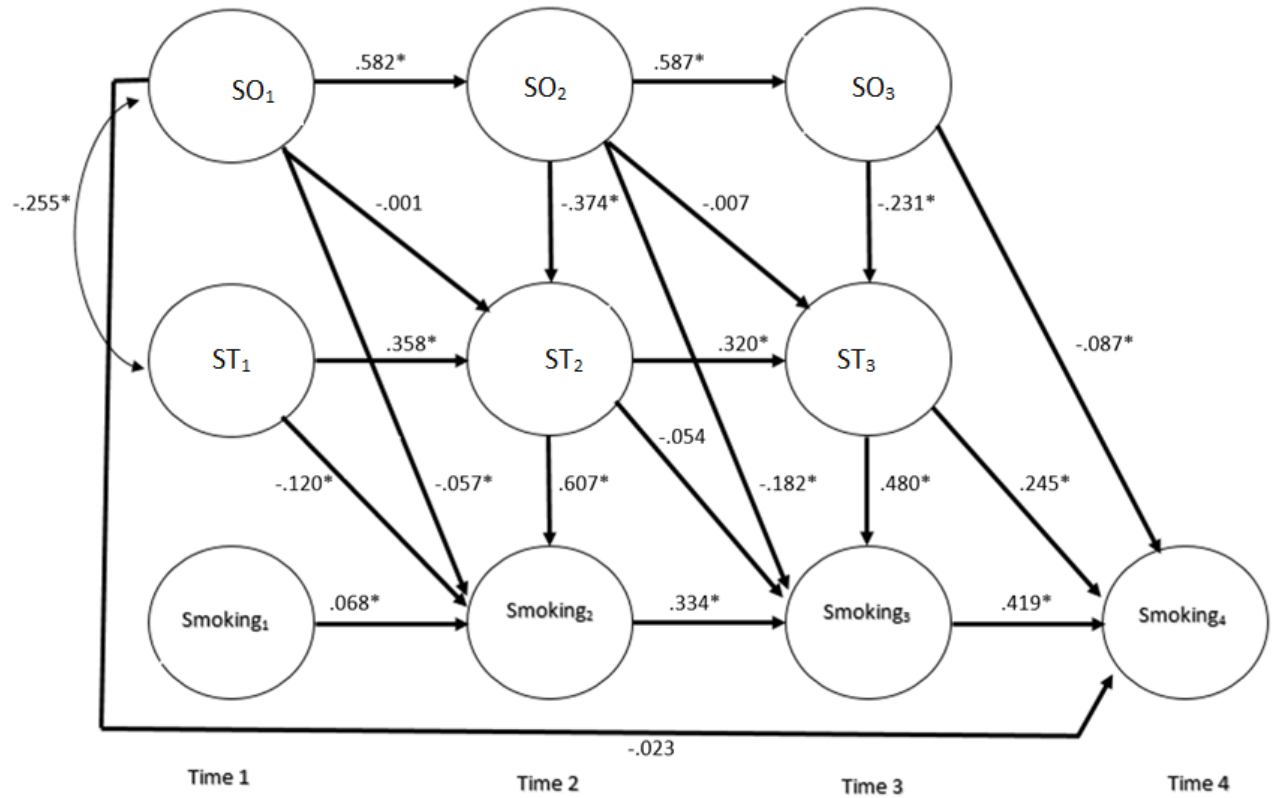 .582*
.587*
SO₁
SO₂
SO₃
-.255*
-.001
-.374*
-.007
-.231*
-.087*
.358*
.320*
ST₁
ST₂
ST₃
-.054
-.120*
-.057*
.607*
-.182*
.480*
.245*
.068*
.334*
.419*
Smoking₁
Smoking₂
Smoking₃
Smoking₄
-.023
Time 1
Time 2
Time 3
Time 4